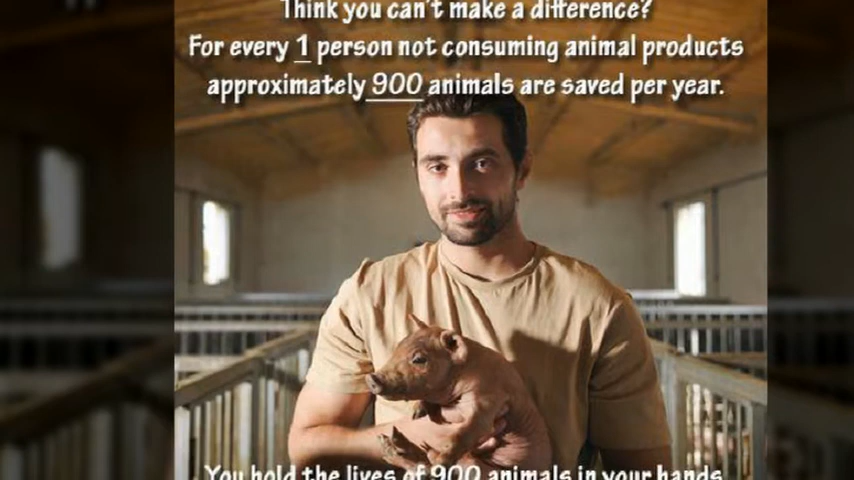 Think you can't make a difference?
For every 1 person not consuming animal products
approximately 900 animals are saved per year.
You hold the lives of 900 animals in your hands